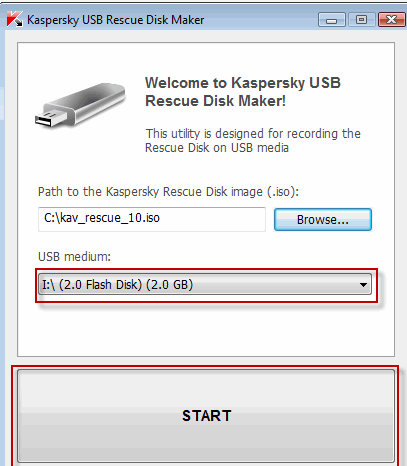 Kaspersky USB Rescue Disk Maker
Welcome to Kaspersky USB
Rescue Disk Maker!
This utility is designed for recording the
Rescue Disk on USB media
Path to the Kaspersky Rescue Disk image (.iso):
C:\kav_rescue_10.iso
Browse...
USB medium:
I:\ (2.0 Flash Disk) (2.0 GB)
START